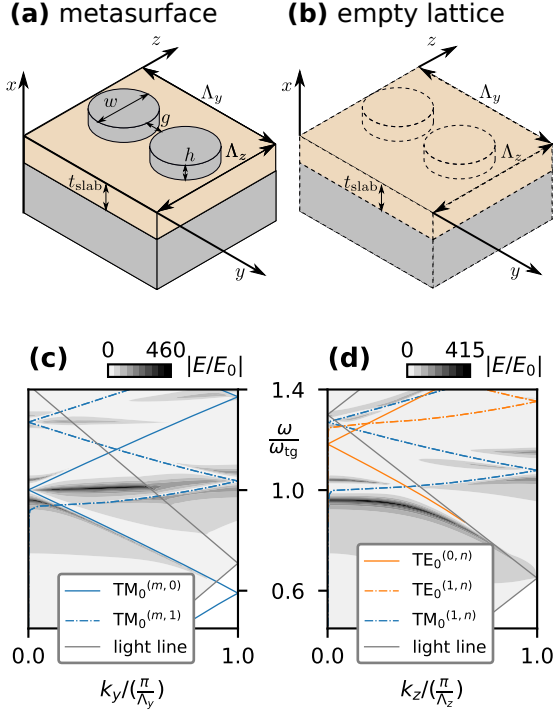 (a) metasurface
(b) empty lattice
x
z
y
w
g
h
Λy
Λz
tslab
z
y
Λy
Λz
tslab
x
(c)
0 460
|E/E0|
(d)
0 415
|E/E0|
1.4
ω/ωtg
1.0
0.6
TM0(m, 0)
TM0(m, 1)
light line
TE0(0, n)
TE0(1, n)
TM0(1, n)
light line
0.0 1.0
0.0 1.0
ky/(π/Λy)
kz/(π/Λz)